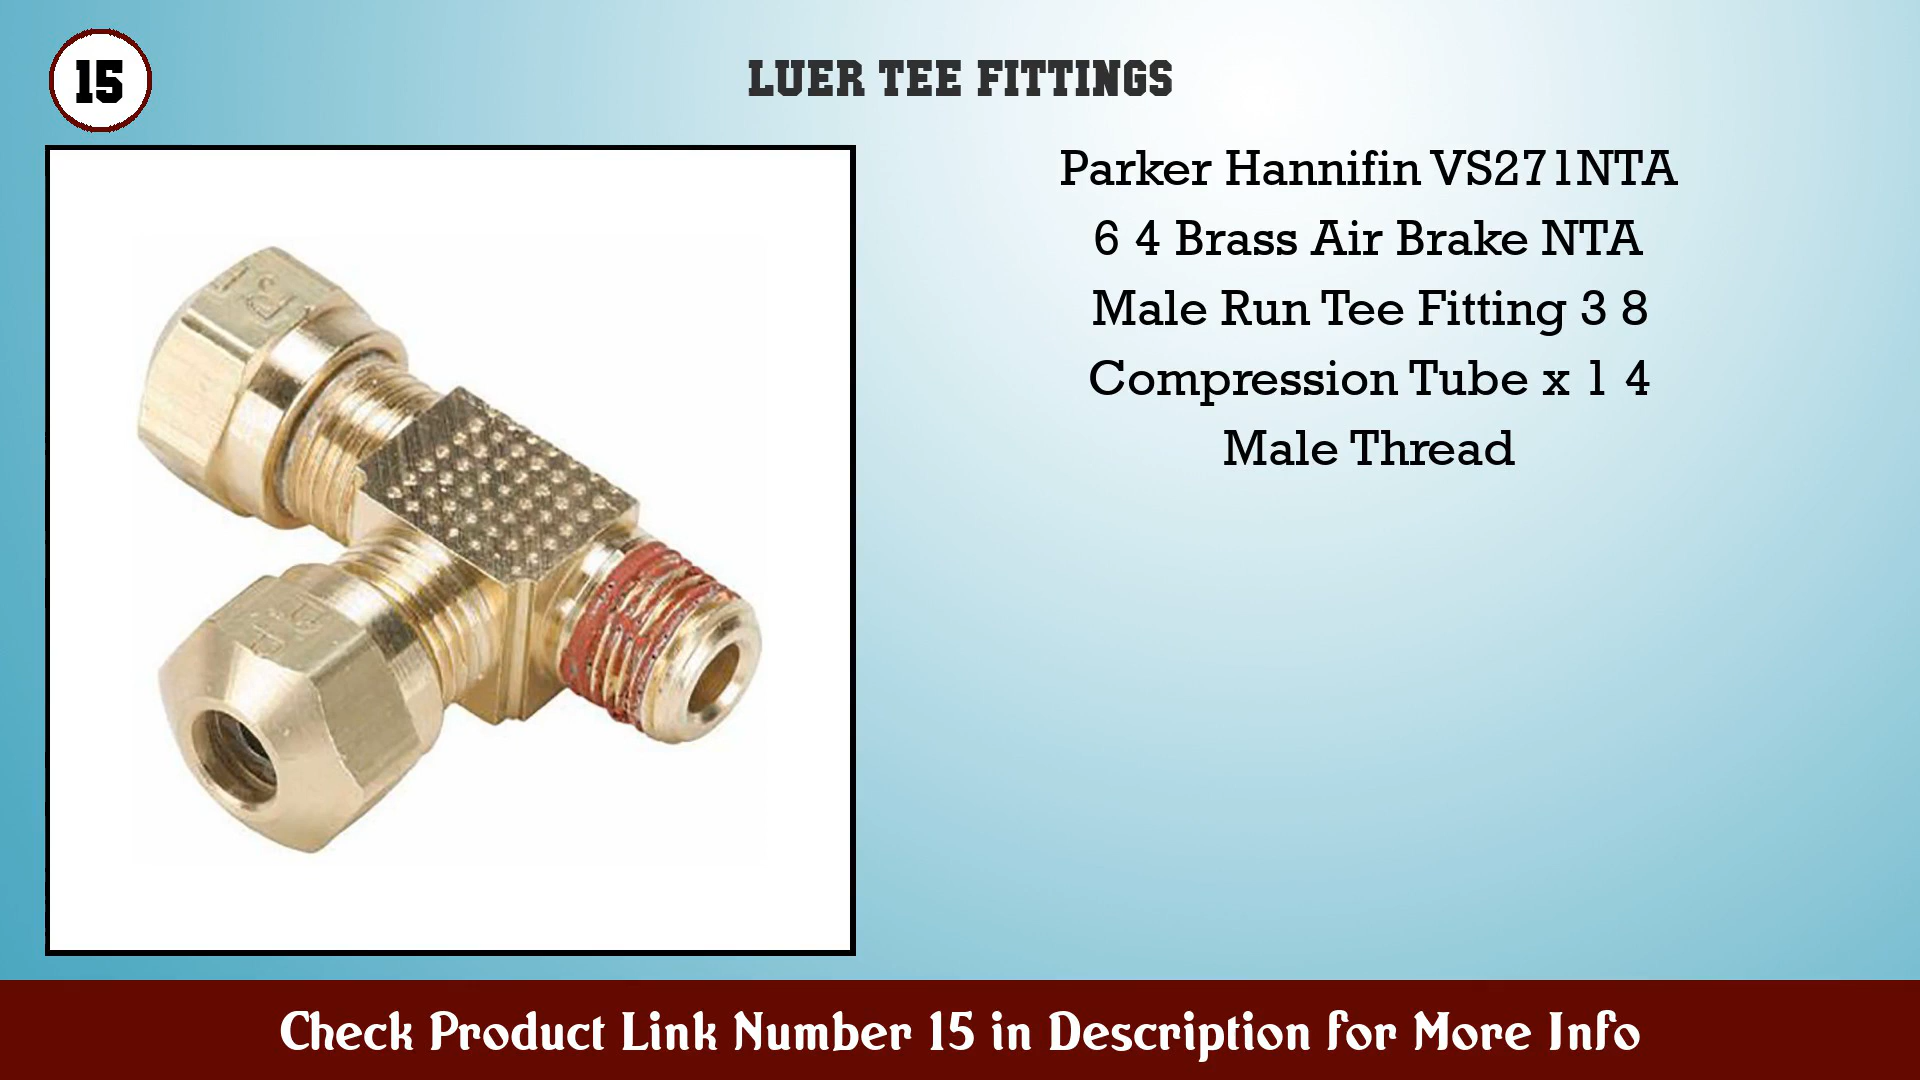 15
LUER TEE FITTINGS
Parker Hannifin VS271NTA
6 4 Brass Air Brake NTA
Male Run Tee Fitting 3 8
Compression Tube x 1 4
Male Thread
Check Product Link Number 15 in Description for More Info